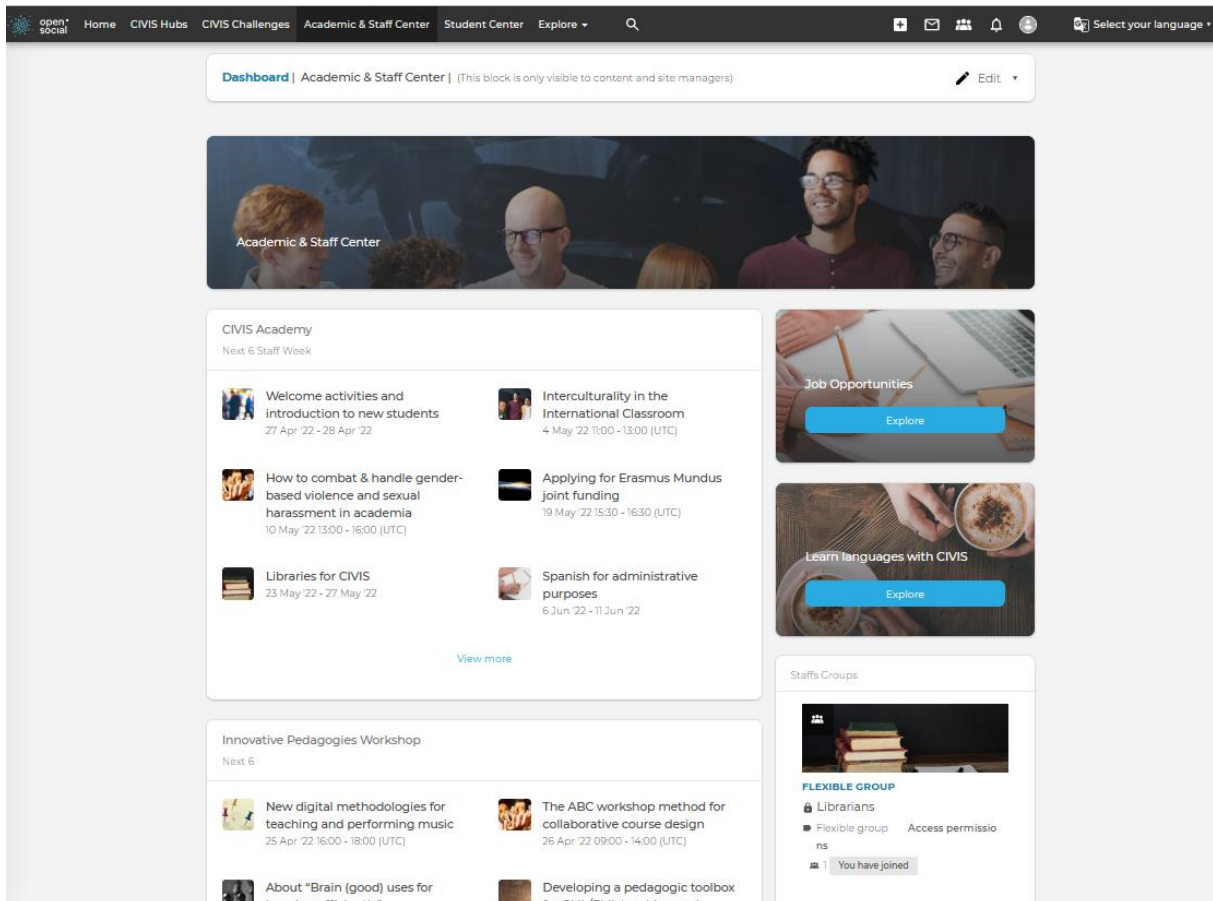 open*
social
Home CIVIS Hubs CIVIS Challenges Academic & Staff Center Student Center Explore
Select your language
Dashboard | Academic & Staff Center | (This block is only visible to content and site managers)
Edit
Academic & Staff Center
CIVIS Academy
Next 6 Staff Week
Welcome activities and
introduction to new students
27 Apr '22 - 28 Apr '22
Interculturality in the
International Classroom
4 May '22 11:00 - 13:00 (UTC)
How to combat & handle gender-
based violence and sexual
harassment in academia
10 May '22 13:00 - 16:00 (UTC)
Applying for Erasmus Mundus
joint funding
19 May '22 15:30 - 16:30 (UTC)
Libraries for CIVIS
23 May '22 - 27 May '22
Spanish for administrative
purposes
6 Jun '22 - 11 Jun '22
View more
Innovative Pedagogies Workshop
Next 6
New digital methodologies for
teaching and performing music
25 Apr '22 16:00 - 18:00 (UTC)
The ABC workshop method for
collaborative course design
26 Apr '22 09:00 - 14:00 (UTC)
About "Brain (good) uses for
Developing a pedagogic toolbox
Job Opportunities
Explore
Learn languages with CIVIS
Explore
Staffs Groups
FLEXIBLE GROUP
Librarians
Flexible group Access permissio
ns
1 You have joined